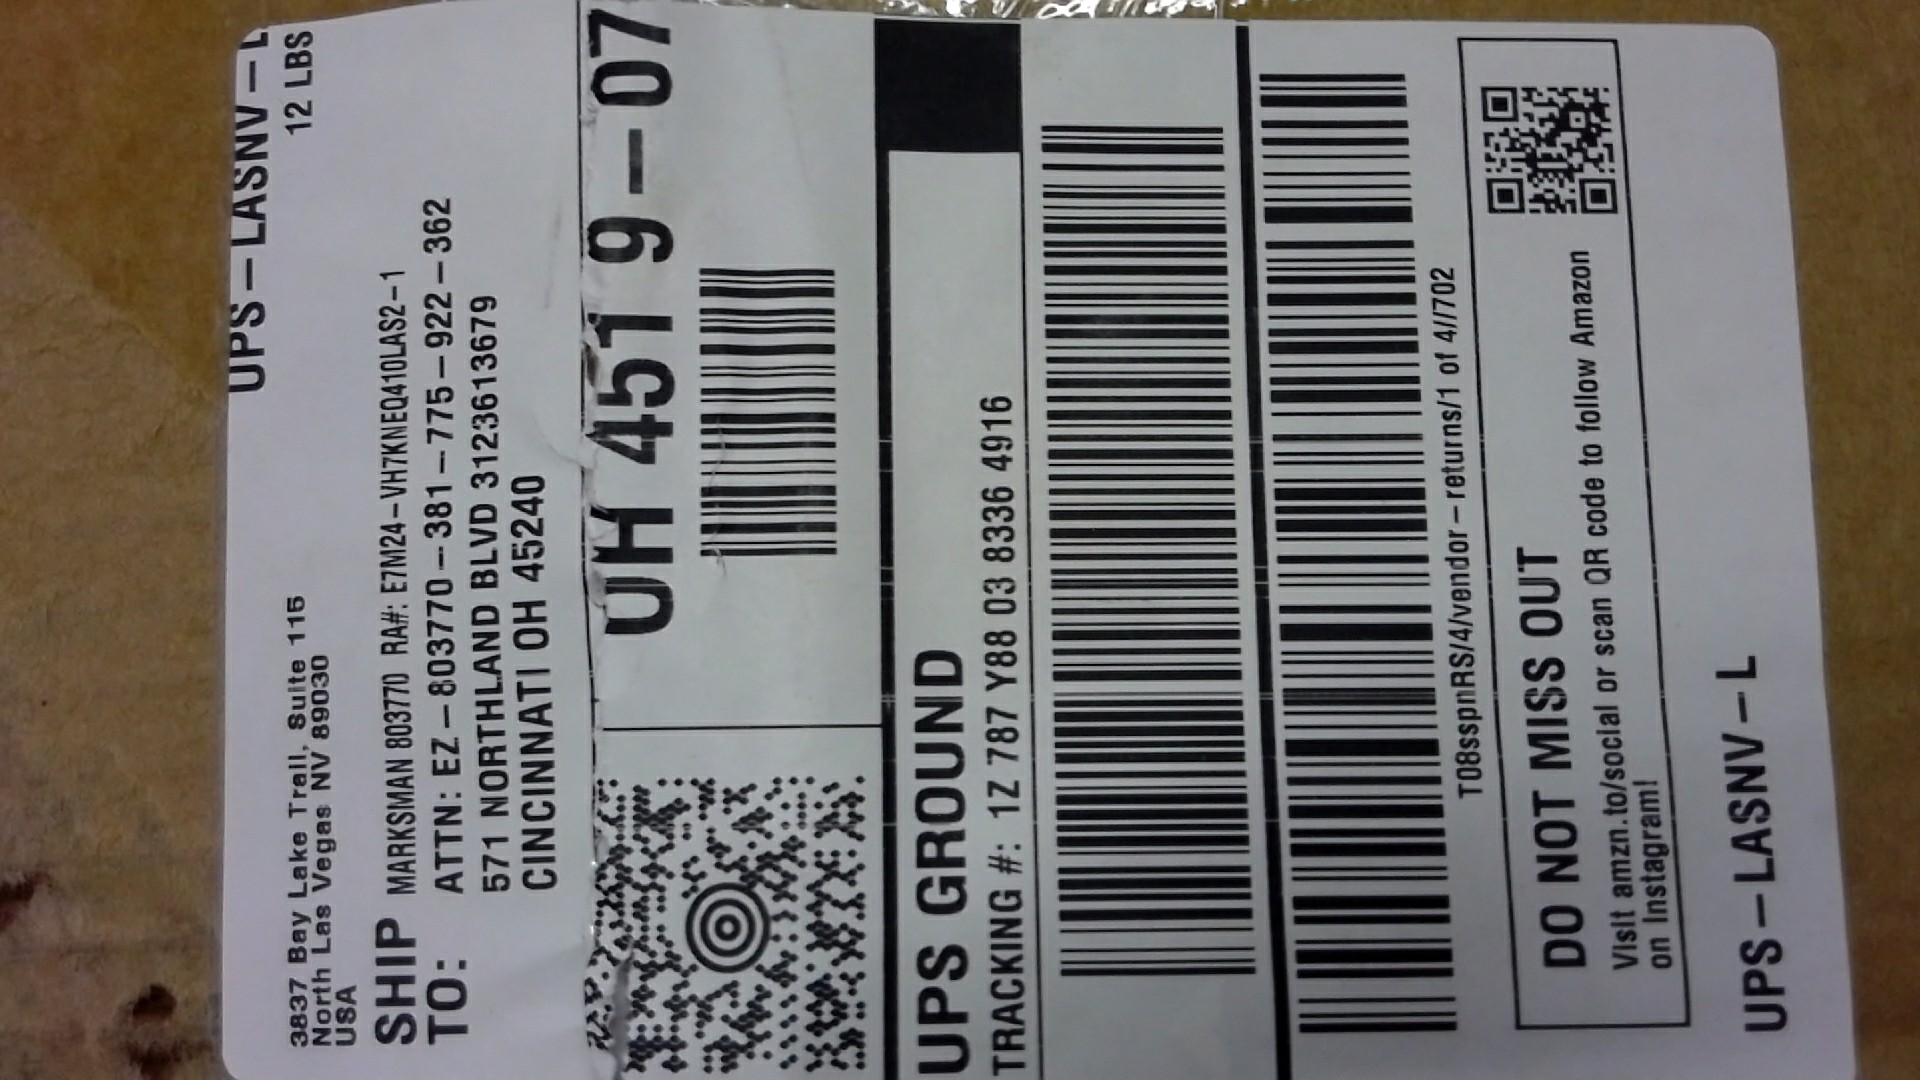 UPS-LASNV-L
12 LBS
3837 Bay Lake Trail, Suite 115
North Las Vegas NV 89030
USA
SHIP
TO:
MARKSMAN 803770 RA#: E7M24-VH7KNEQ410LAS2-1
ATTN: EZ-803770-381-775-922-362
571 NORTHLAND BLVD 3123613679
CINCINNATI OH 45240
OH 451 9-07
UPS GROUND
TRACKING #: 1Z 787 Y88 03 8336 4916
T08sspnRS/4/vendor-returns/1 of 4//702
DO NOT MISS OUT
Visit amzn.to/social or scan QR code to follow Amazon
on Instagram!
UPS-LASNV-L